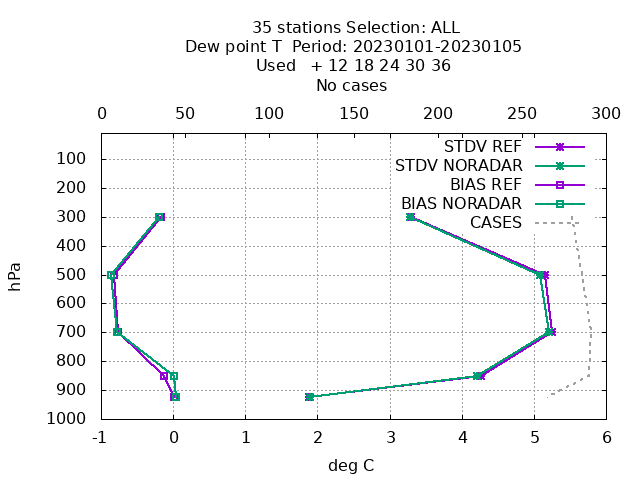 35 stations Selection: ALL
Dew point T  Period: 20230101-20230105
Used   + 12 18 24 30 36
No cases
0 50 100 150 200 250 300
STDV REF
STDV NORADAR
BIAS REF
BIAS NORADAR
CASES
100
200
300
400
500
600
700
800
900
1000
hPa
-1 0 1 2 3 4 5 6
deg C